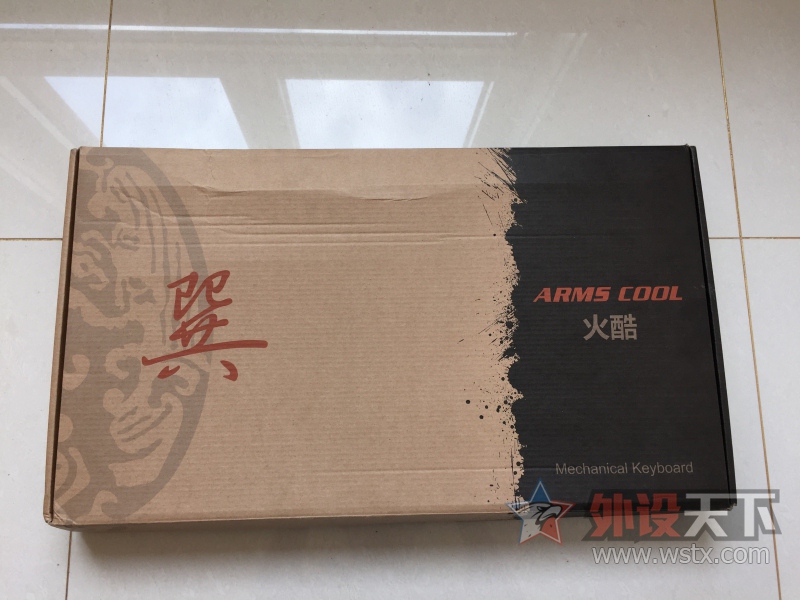 巽
ARMS COOL
火酷
Mechanical Keyboard
外设天下
www.wstx.com